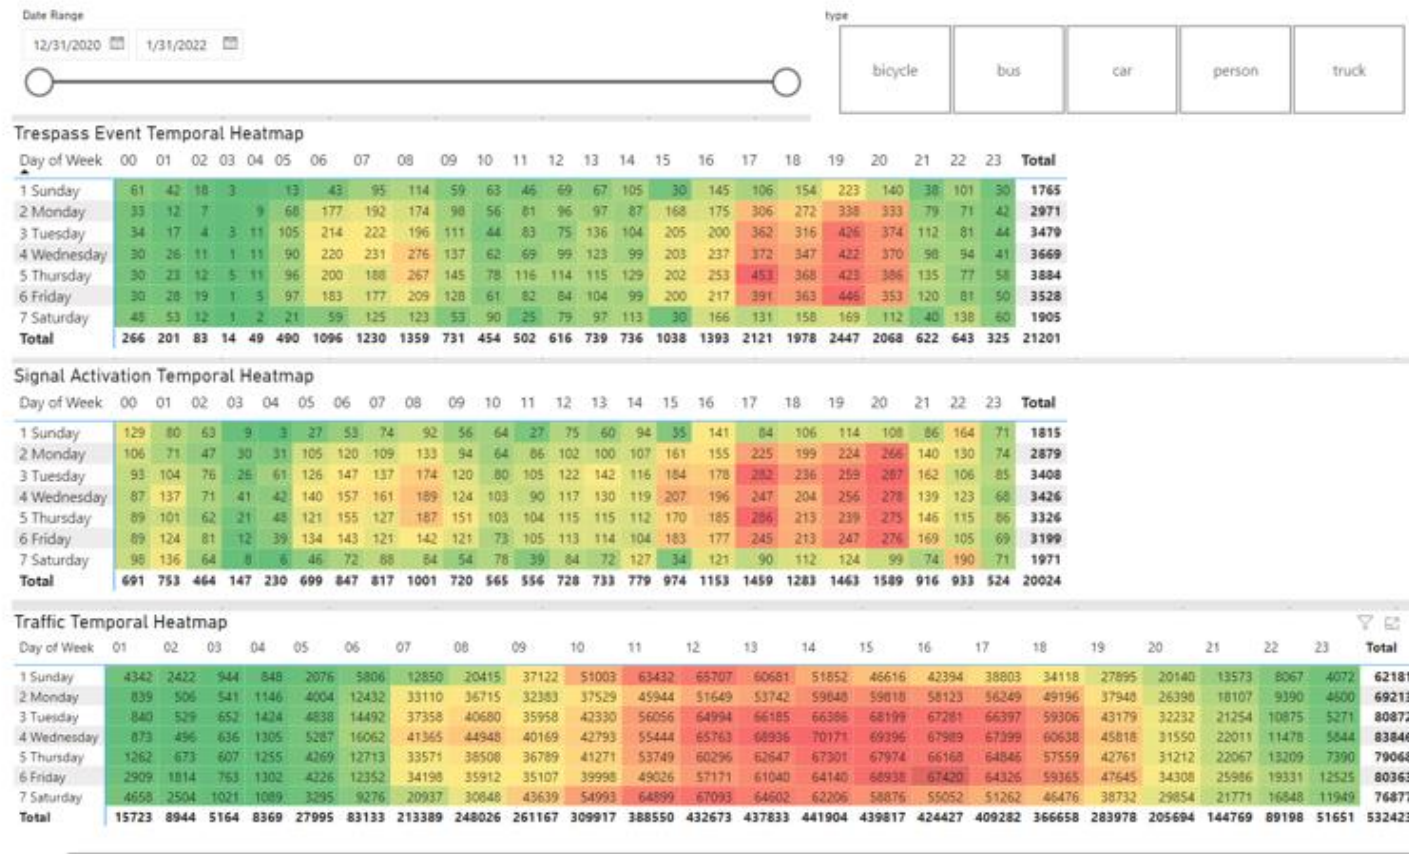 Date Range
type
12/31/2020 1/31/2022
bicycle bus car person truck
Trespass Event Temporal Heatmap
Day of Week 00 01 02 03 04 05 06 07 08 09 10 11 12 13 14 15 16 17 18 19 20 21 22 23 Total
1 Sunday 61 42 18 3 13 43 95 114 59 63 46 69 67 105 30 145 106 154 223 140 38 101 30 1765
2 Monday 33 12 7 9 68 177 192 174 98 56 81 96 97 87 168 175 306 272 338 333 79 71 42 2971
3 Tuesday 34 17 4 3 11 105 214 222 196 111 44 83 75 136 104 205 200 362 316 426 374 112 81 44 3479
4 Wednesday 30 26 11 1 11 90 220 231 276 137 62 69 99 123 99 203 237 372 347 422 370 98 94 41 3669
5 Thursday 30 23 12 5 11 96 200 188 267 145 78 116 114 115 129 202 253 453 368 423 386 135 77 58 3884
6 Friday 30 28 19 1 5 97 183 177 209 128 61 82 84 104 99 200 217 391 363 446 353 120 81 50 3528
7 Saturday 48 53 12 1 2 21 59 125 123 53 90 25 79 97 113 30 166 131 158 169 112 40 138 60 1905
Total 266 201 83 14 49 490 1096 1230 1359 731 454 502 616 739 736 1038 1393 2121 1978 2447 2068 622 643 325 21201
Signal Activation Temporal Heatmap
Day of Week 00 01 02 03 04 05 06 07 08 09 10 11 12 13 14 15 16 17 18 19 20 21 22 23 Total
1 Sunday 129 80 63 9 3 27 53 74 92 56 64 27 75 60 94 35 141 84 106 114 108 86 164 71 1815
2 Monday 106 71 47 30 31 105 120 109 133 94 64 86 102 100 107 161 155 225 199 224 266 140 130 74 2879
3 Tuesday 93 104 76 26 61 126 147 137 174 120 80 105 122 142 116 184 178 282 236 259 287 162 106 85 3408
4 Wednesday 87 137 71 41 42 140 157 161 189 124 103 90 117 130 119 207 196 247 204 256 278 139 123 68 3426
5 Thursday 89 101 62 21 48 121 155 127 187 151 103 104 115 115 112 170 185 286 213 239 275 146 115 86 3326
6 Friday 89 124 81 12 39 134 143 121 142 121 73 105 113 114 104 183 177 245 213 247 276 169 105 69 3199
7 Saturday 98 136 64 8 6 46 72 88 84 54 78 39 84 72 127 34 121 90 112 124 99 74 190 71 1971
Total 691 753 464 147 230 699 847 817 1001 720 565 556 728 733 779 974 1153 1459 1283 1463 1589 916 933 524 20024
Traffic Temporal Heatmap
Day of Week 01 02 03 04 05 06 07 08 09 10 11 12 13 14 15 16 17 18 19 20 21 22 23 Total
1 Sunday 4342 2422 944 848 2076 5806 12850 20415 37122 51003 63432 65707 60681 51852 46616 42394 38803 34118 27895 20140 13573 8067 4072 62181
2 Monday 839 506 541 1146 4004 12432 33110 36715 32383 37529 45944 51649 53742 59848 59818 58123 56249 49196 37948 26398 18107 9390 4600 69213
3 Tuesday 840 529 652 1424 4838 14492 37358 40680 35958 42330 56056 64994 66185 66386 68199 67281 66397 59306 43179 32232 21254 10875 5271 80872
4 Wednesday 873 496 636 1305 5287 16062 41365 44948 40169 42793 55444 65763 68936 70171 69396 67989 67399 60638 45818 31550 22011 11478 5844 83846
5 Thursday 1262 673 607 1255 4269 12713 33571 38508 36789 41271 53749 60296 62647 67301 67974 66168 64846 57559 42761 31212 22067 13209 7390 79068
6 Friday 2909 1814 763 1302 4226 12352 34198 35912 35107 39998 49026 57171 61040 64140 68938 67420 64326 59365 47645 34308 25986 19331 12525 80363
7 Saturday 4658 2504 1021 1089 3295 9276 20937 30848 43639 54993 64899 67093 64602 62206 58876 55052 51262 46476 38732 29854 21771 16848 11949 76877
Total 15723 8944 5164 8369 27995 83133 213389 248026 261167 309917 388550 432673 437833 441904 439817 424427 409282 366658 283978 205694 144769 89198 51651 532423